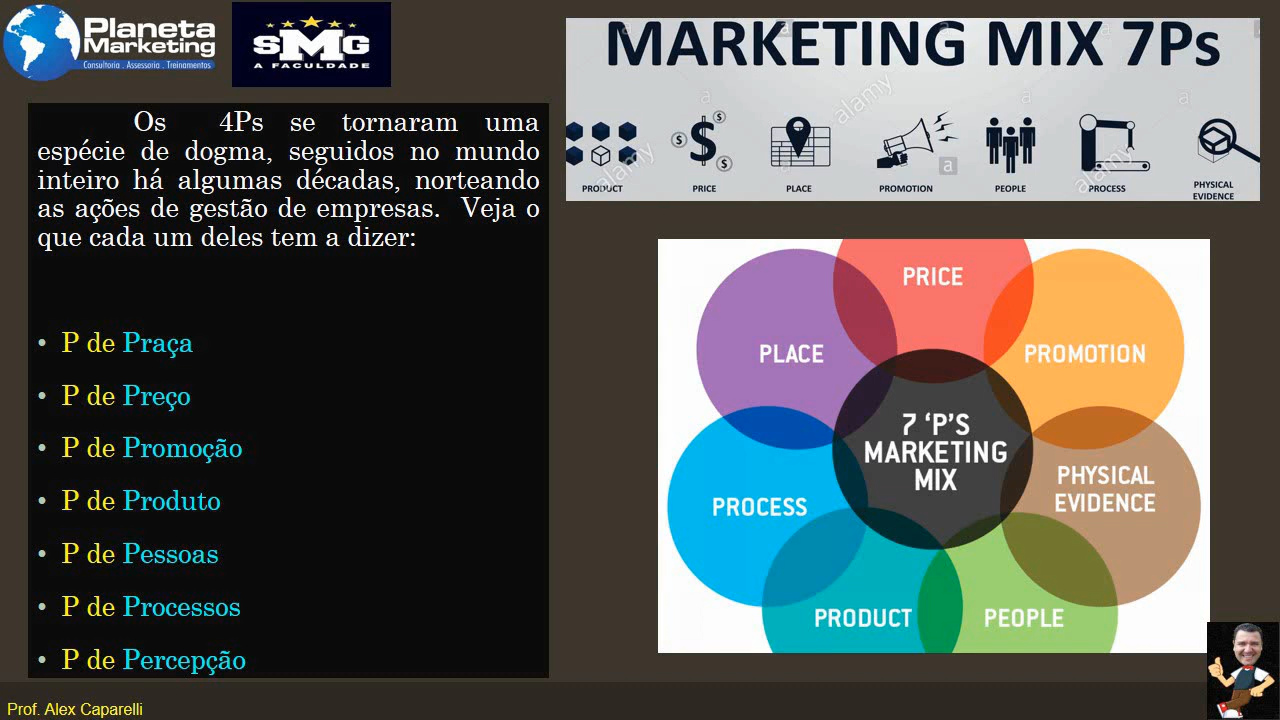 Planeta
Marketing
Consultoria . Assessoria . Treinamentos
SMG
A FACULDADE
Os 4Ps se tornaram uma
espécie de dogma, seguidos no mundo
inteiro há algumas décadas, norteando
as ações de gestão de empresas. Veja o
que cada um deles tem a dizer:
• P de Praça
• P de Preço
• P de Promoção
• P de Produto
• P de Pessoas
• P de Processos
• P de Percepção
MARKETING MIX 7Ps
PRODUCT PRICE PLACE PROMOTION PEOPLE PROCESS PHYSICAL
EVIDENCE
alamy
alamy
alamy
a
a
a
a
a
PRICE
PLACE
PROMOTION
7 ‘P’S
MARKETING
MIX
PHYSICAL
EVIDENCE
PROCESS
PRODUCT
PEOPLE
Prof. Alex Caparelli